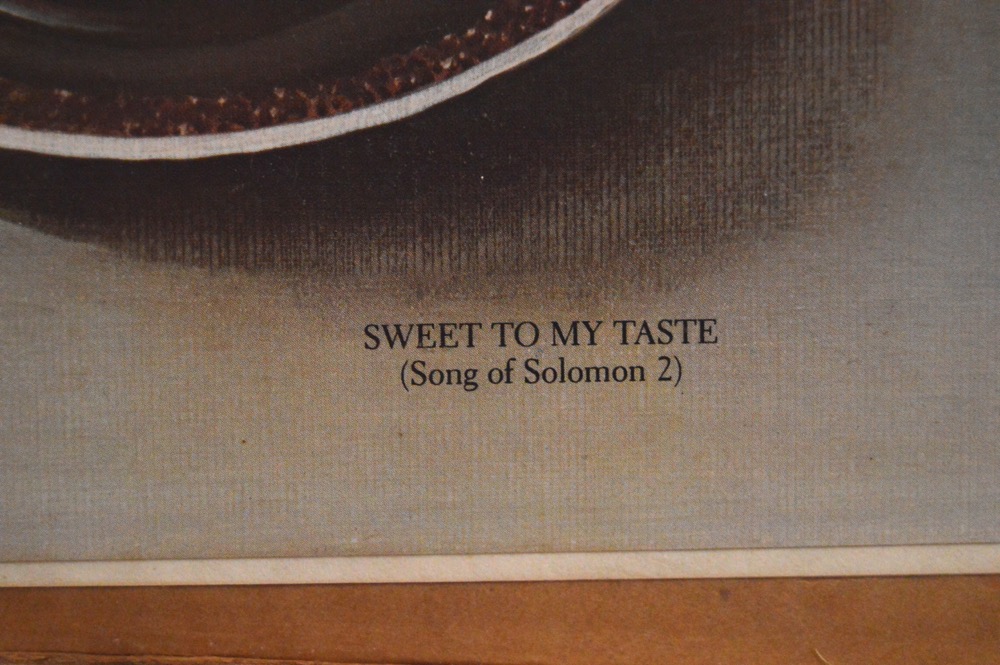 SWEET TO MY TASTE
(Song of Solomon 2)